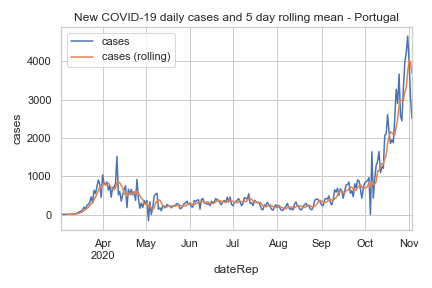 New COVID-19 daily cases and 5 day rolling mean - Portugal
cases
cases (rolling)
cases
4000
3000
2000
1000
0
Apr May Jun Jul Aug Sep Oct Nov
2020
dateRep